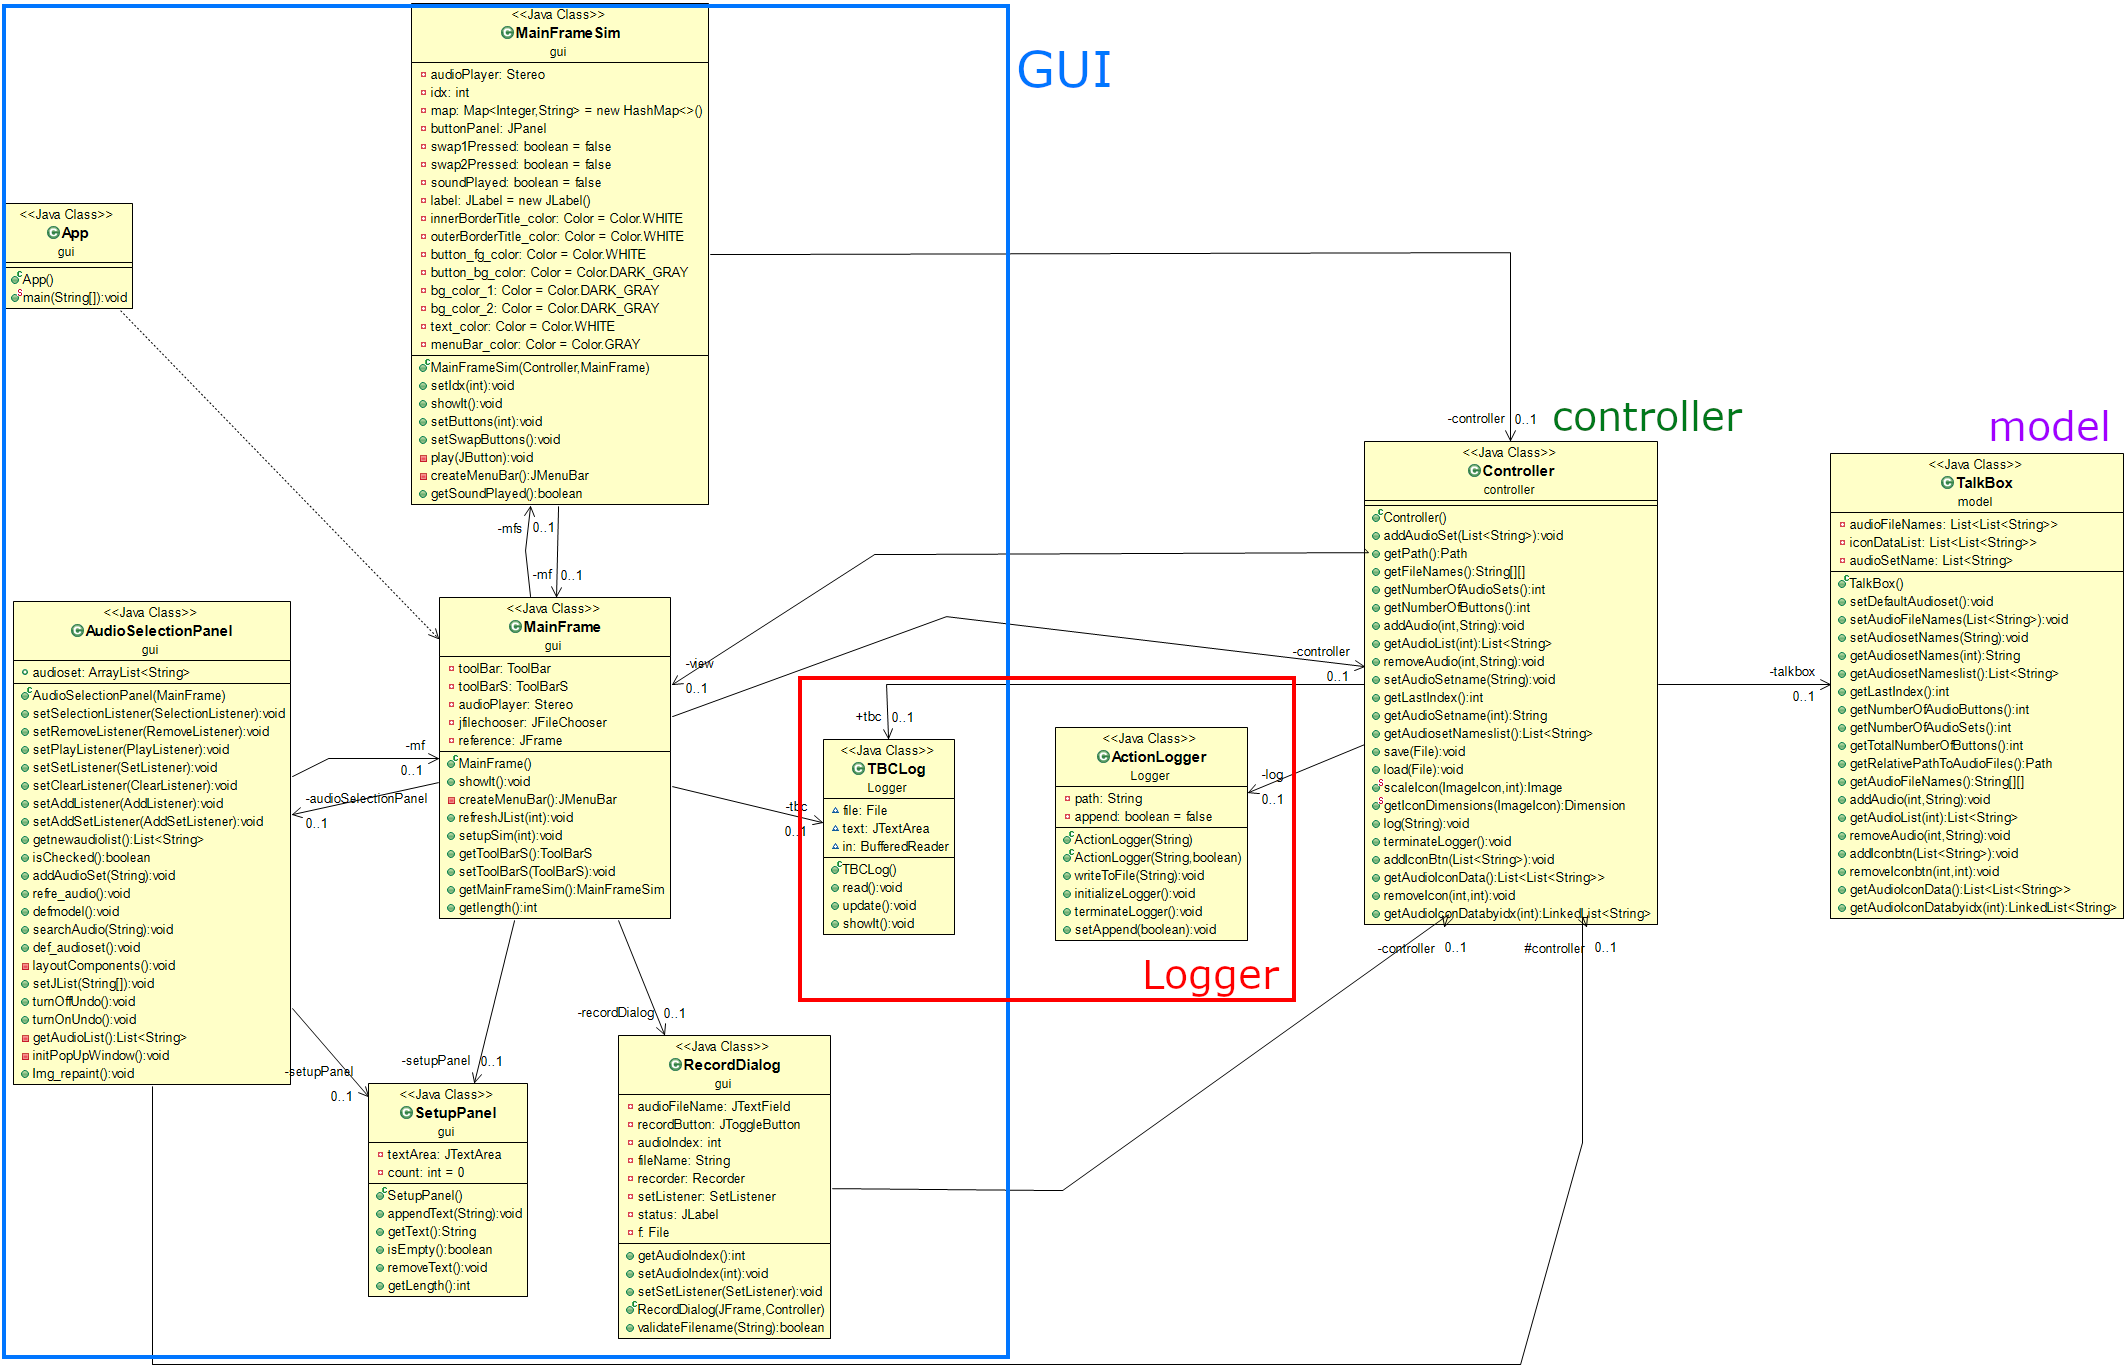 <<Java Class>>
MainFrameSim
gui
audioPlayer: Stereo
idx: int
map: Map<Integer,String> = new HashMap<>()
buttonPanel: JPanel
swap1Pressed: boolean = false
swap2Pressed: boolean = false
soundPlayed: boolean = false
label: JLabel = new JLabel()
innerBorderTitle_color: Color = Color.WHITE
outerBorderTitle_color: Color = Color.WHITE
button_fg_color: Color = Color.WHITE
button_bg_color: Color = Color.DARK_GRAY
bg_color_1: Color = Color.DARK_GRAY
bg_color_2: Color = Color.DARK_GRAY
text_color: Color = Color.WHITE
menuBar_color: Color = Color.GRAY
MainFrameSim(Controller,MainFrame)
setIdx(int):void
showIt():void
setButtons(int):void
setSwapButtons():void
play(JButton):void
createMenuBar():JMenuBar
getSoundPlayed():boolean
GUI
<<Java Class>>
App
gui
App()
main(String[]):void
-mfs 0..1
-mf 0..1
-controller 0..1
controller
model
<<Java Class>>
AudioSelectionPanel
gui
audioset: ArrayList<String>
AudioSelectionPanel(MainFrame)
setSelectionListener(SelectionListener):void
setRemoveListener(RemoveListener):void
setPlayListener(PlayListener):void
setSetListener(SetListener):void
setClearListener(ClearListener):void
setAddListener(AddListener):void
setAddSetListener(AddSetListener):void
getnewaudiolist():List<String>
isChecked():boolean
addAudioSet(String):void
refre_audio():void
defmodel():void
searchAudio(String):void
def_audioset():void
layoutComponents():void
setJList(String[]):void
turnOffUndo():void
turnOnUndo():void
getAudioList():List<String>
initPopUpWindow():void
Img_repaint():void
-mf
0..1
-audioSelectionPanel
0..1
<<Java Class>>
MainFrame
gui
toolBar: ToolBar
toolBarS: ToolBarS
audioPlayer: Stereo
jfilechooser: JFileChooser
reference: JFrame
MainFrame()
showIt():void
createMenuBar():JMenuBar
refreshJList(int):void
setupSim(int):void
getToolBarS():ToolBarS
setToolBarS(ToolBarS):void
getMainFrameSim():MainFrameSim
getlength():int
-view
0..1
-controller
0..1
+tbc 0..1
-tbc
0..1
<<Java Class>>
TBCLog
Logger
file: File
text: JTextArea
in: BufferedReader
TBCLog()
read():void
update():void
showIt():void
<<Java Class>>
ActionLogger
Logger
path: String
append: boolean = false
ActionLogger(String)
ActionLogger(String,boolean)
writeToFile(String):void
initializeLogger():void
terminateLogger():void
setAppend(boolean):void
Logger
-log
0..1
<<Java Class>>
Controller
controller
Controller()
addAudioSet(List<String>):void
getPath():Path
getFileNames():String[][]
getNumberOfAudioSets():int
getNumberOfButtons():int
addAudio(int,String):void
getAudioList(int):List<String>
removeAudio(int,String):void
setAudioSetname(String):void
getLastIndex():int
getAudioSetname(int):String
getAudiosetNameslist():List<String>
save(File):void
load(File):void
scaleIcon(ImageIcon,int):Image
getIconDimensions(ImageIcon):Dimension
log(String):void
terminateLogger():void
addIconBtn(List<String>):void
getAudioIconData():List<List<String>>
removeIcon(int,int):void
getAudioIconDatabyidx(int):LinkedList<String>
-talkbox
0..1
<<Java Class>>
TalkBox
model
audioFileNames: List<List<String>>
iconDataList: List<List<String>>
audioSetName: List<String>
TalkBox()
setDefaultAudioset():void
setAudioFileNames(List<String>):void
setAudiosetNames(String):void
getAudiosetNames(int):String
getAudiosetNameslist():List<String>
getLastIndex():int
getNumberOfAudioButtons():int
getNumberOfAudioSets():int
getTotalNumberOfButtons():int
getRelativePathToAudioFiles():Path
getAudioFileNames():String[][]
addAudio(int,String):void
getAudioList(int):List<String>
removeAudio(int,String):void
addIconbtn(List<String>):void
removeIconbtn(int,int):void
getAudioIconData():List<List<String>>
getAudioIconDatabyidx(int):LinkedList<String>
-controller 0..1
#controller 0..1
-setupPanel
0..1
-setupPanel 0..1
-recordDialog 0..1
<<Java Class>>
SetupPanel
gui
textArea: JTextArea
count: int = 0
SetupPanel()
appendText(String):void
getText():String
isEmpty():boolean
removeText():void
getLength():int
<<Java Class>>
RecordDialog
gui
audioFileName: JTextField
recordButton: JToggleButton
audioIndex: int
fileName: String
recorder: Recorder
setListener: SetListener
status: JLabel
f: File
getAudioIndex():int
setAudioIndex(int):void
setSetListener(SetListener):void
RecordDialog(JFrame,Controller)
validateFilename(String):boolean